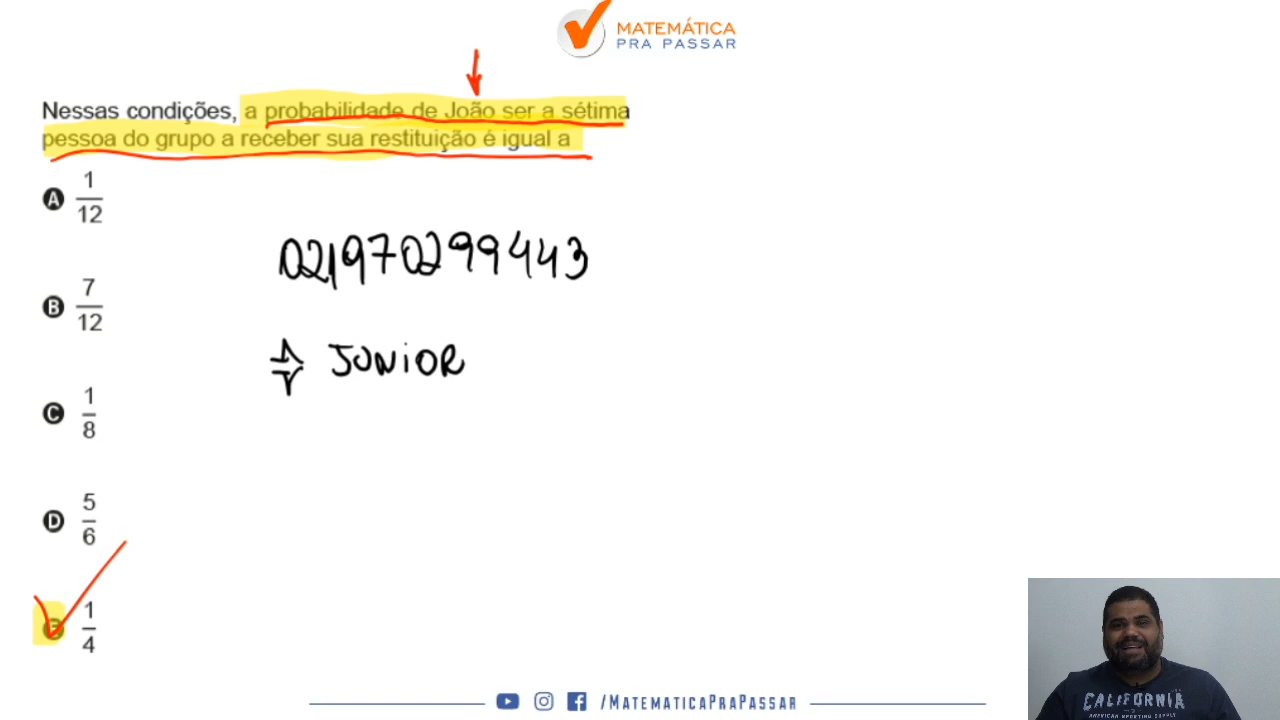 MATEMÁTICA
PRA PASSAR
Nessas condições, a probabilidade de João ser a sétima
pessoa do grupo a receber sua restituição é igual a
A 1/12
021970299443
B 7/12
JUNIOR
C 1/8
D 5/6
E 1/4
CALIFORNIA
/MATEMATICAPRAPASSAR